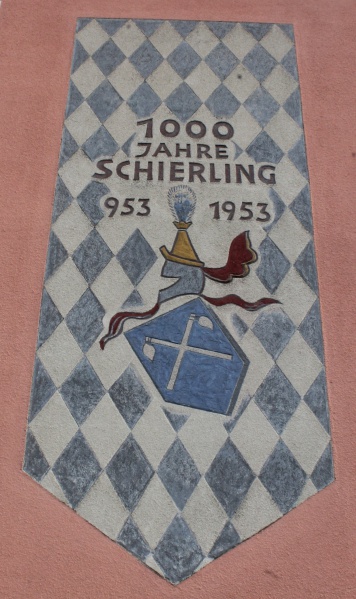 1000
JAHRE
SCHIERLING
953 1953